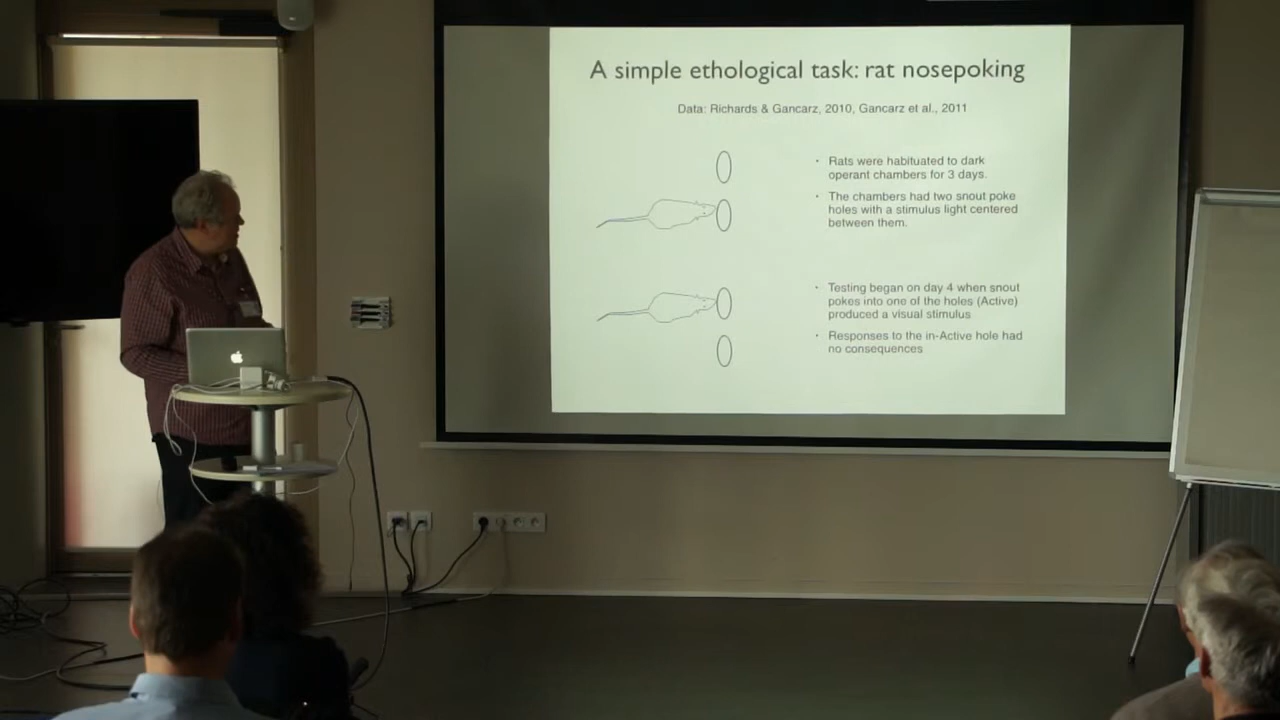 A simple ethological task: rat nosepoking
Data: Richards & Gancarz, 2010, Gancarz et al., 2011
• Rats were habituated to dark
operant chambers for 3 days.
• The chambers had two snout poke
holes with a stimulus light centered
between them.
• Testing began on day 4 when snout
pokes into one of the holes (Active)
produced a visual stimulus
• Responses to the in-Active hole had
no consequences